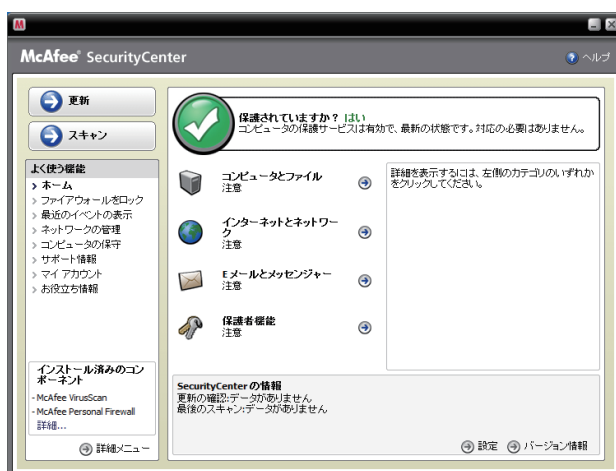 McAfee® SecurityCenter
ヘルプ
更新
スキャン
保護されていますか？ はい
コンピュータの保護サービスは有効で、最新の状態です。対応の必要はありません。
よく使う機能
ホーム
ファイアウォールをロック
最近のイベントの表示
ネットワークの管理
コンピュータの保守
サポート情報
マイ アカウント
お役立ち情報
コンピュータとファイル
注意
インターネットとネットワー
ク
注意
Eメールとメッセンジャー
注意
保護者機能
注意
詳細を表示するには、左側のカテゴリのいずれか
をクリックしてください。
インストール済みのコン
ポーネント
- McAfee VirusScan
- McAfee Personal Firewall
詳細...
詳細メニュー
SecurityCenter の情報
更新の確認:データがありません
最後のスキャン:データがありません
設定
バージョン情報